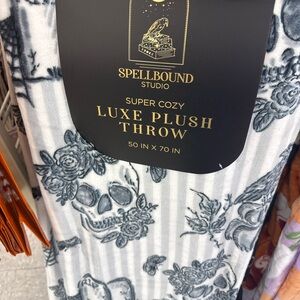 SPELLBOUND
STUDIO
SUPER COZY
LUXE PLUSH
THROW
50 IN X 70 IN